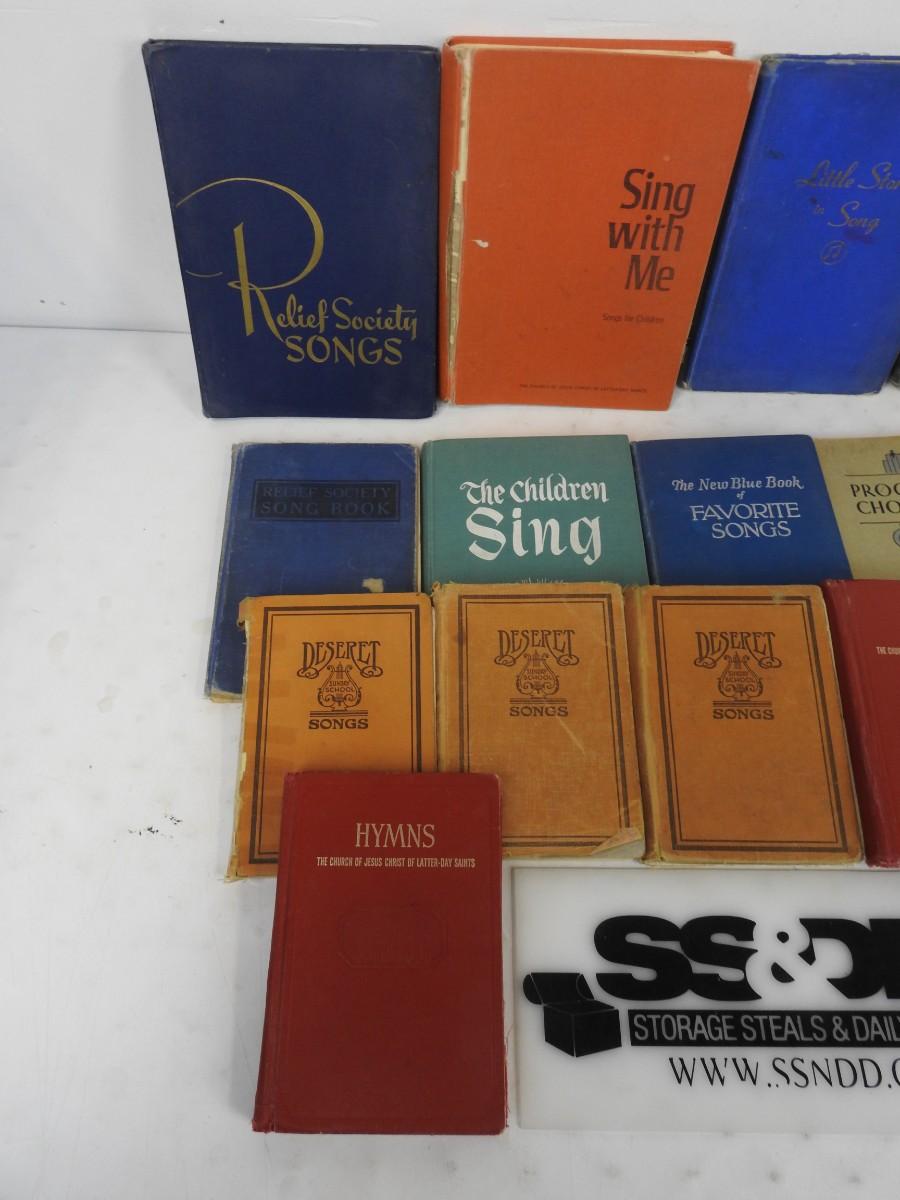 Relief Society
SONGS
Sing
with
Me
Songs for Children
THE CHURCH OF JESUS CHRIST OF LATTER-DAY SAINTS
Little
in Song
RELIEF SOCIETY
SONG BOOK
The Children
Sing
The New Blue Book
of
FAVORITE
SONGS
DESERET
SUNDAY
SCHOOL
SONGS
DESERET
SUNDAY
SCHOOL
SONGS
DESERET
SUNDAY
SCHOOL
SONGS
THE
HYMNS
THE CHURCH OF JESUS CHRIST OF LATTER-DAY SAINTS
SS&D
STORAGE STEALS & DAIL
WWW.SSNDD.